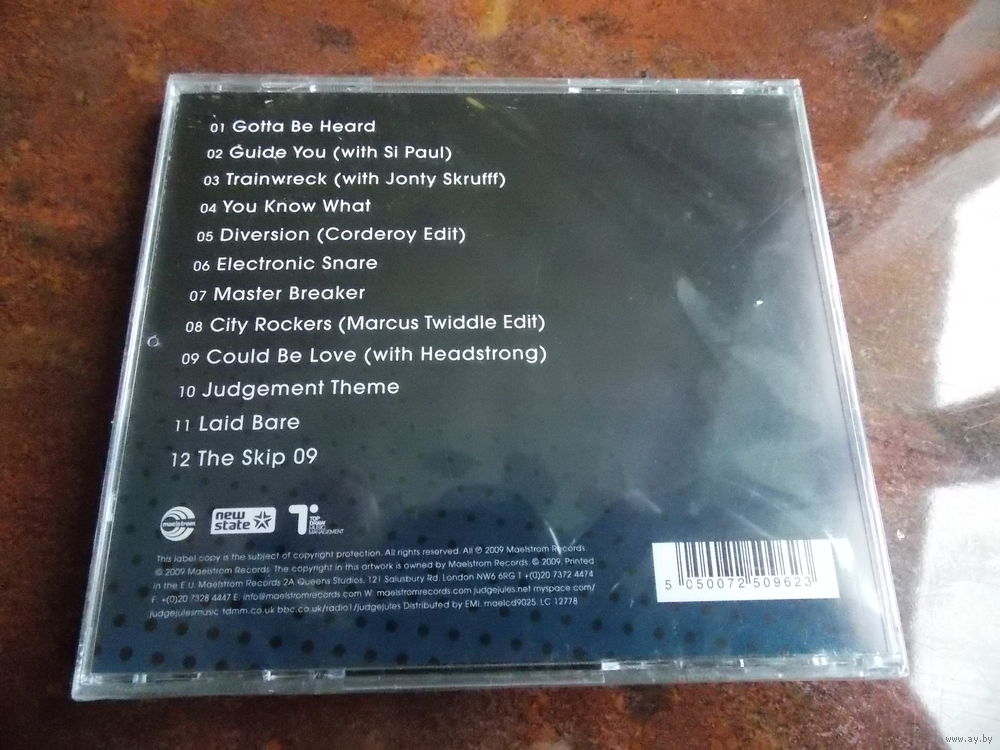 01 Gotta Be Heard
02 Guide You (with Si Paul)
03 Trainwreck (with Jonty Skrufff)
04 You Know What
05 Diversion (Corderoy Edit)
06 Electronic Snare
07 Master Breaker
08 City Rockers (Marcus Twiddle Edit)
09 Could Be Love (with Headstrong)
10 Judgement Theme
11 Laid Bare
12 The Skip 09
maelstrom
new
state
TOP
DRAW
MUSIC
MANAGEMENT
This label copy is the subject of copyright protection. All rights reserved. All ℗ 2009 Maelstrom Records.
© 2009 Maelstrom Records. The copyright in this artwork is owned by Maelstrom Records. © 2009, Printed
in the E.U. Maelstrom Records 2A Queens Studios, 121 Salusbury Rd. London NW6 6RG T +(0)20 7372 4474
F: +(0)20 7328 4447 E: info@maelstromrecords.com W: maelstromrecords.com judgejules.net myspace.com/
judgejulesmusic tdmm.co.uk bbc.co.uk/radio1/judgejules Distributed by EMI. maelcd9025. LC 12778
5 050072 509623
www.ay.by